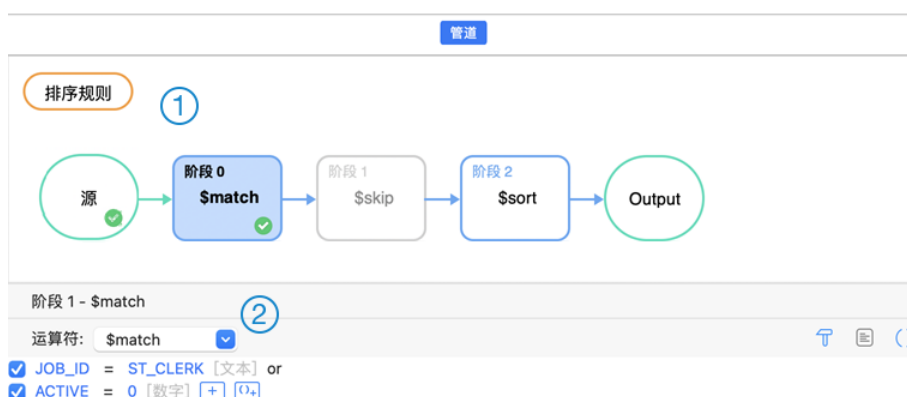 管道
排序规则
①
源
阶段 0
$match
阶段 1
$skip
阶段 2
$sort
Output
阶段 1 - $match
②
运算符: $match
JOB_ID = ST_CLERK [文本] or
ACTIVE = 0 [数字] + ()+